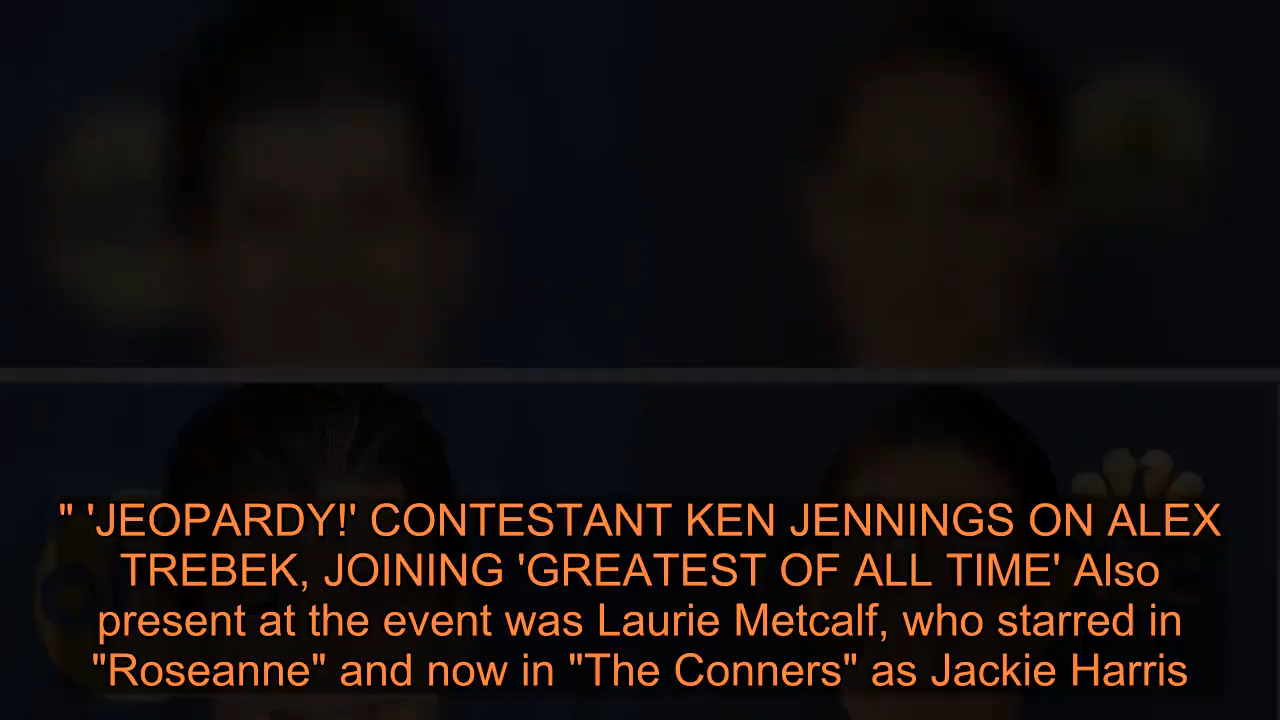 " 'JEOPARDY!' CONTESTANT KEN JENNINGS ON ALEX
TREBEK, JOINING 'GREATEST OF ALL TIME' Also
present at the event was Laurie Metcalf, who starred in
"Roseanne" and now in "The Conners" as Jackie Harris